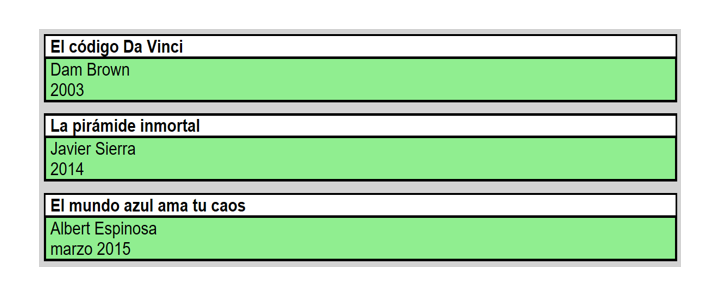 El código Da Vinci
Dam Brown
2003
La pirámide inmortal
Javier Sierra
2014
El mundo azul ama tu caos
Albert Espinosa
marzo 2015